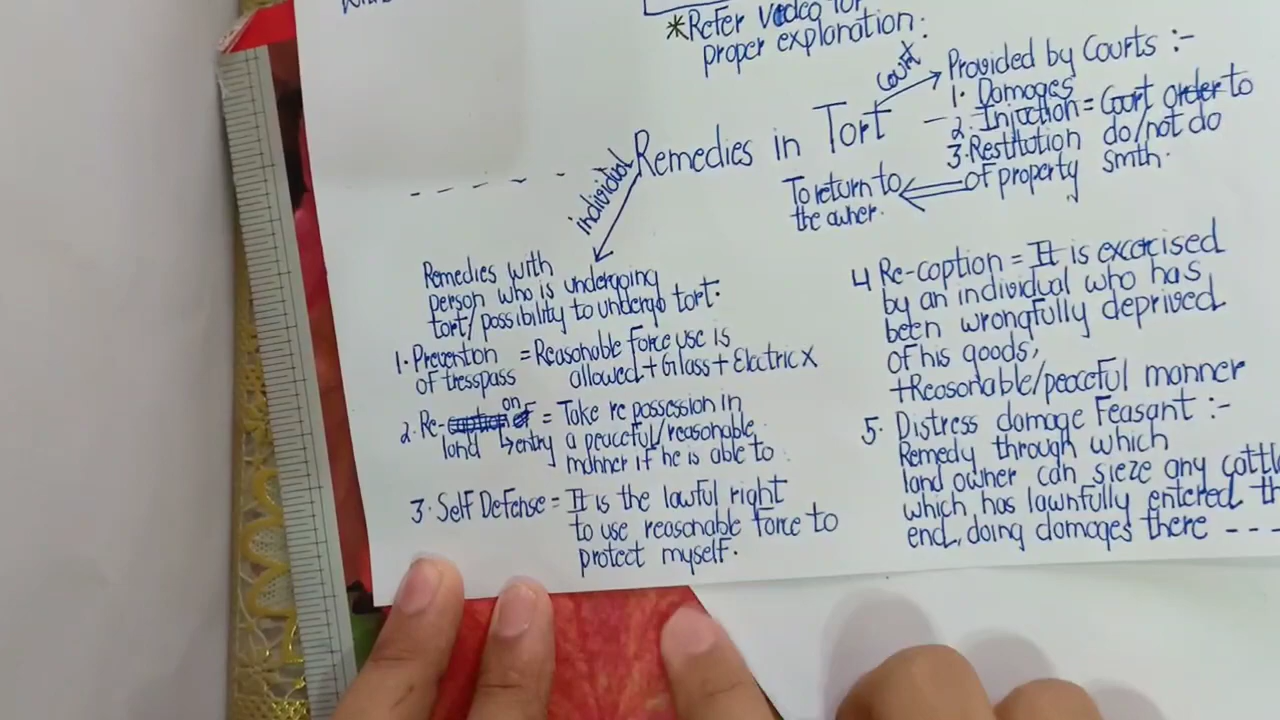 *Refer video for
proper explanation.
Remedies in Tort
Court
Provided by Courts :-
1. Damages
2. Injuction = Court order to
do/not do
smth.
3. Restitution
of property
To return to
the owner.
individual
Remedies with
person who is undergoing
tort/possibility to undergo tort.
1. Prevention = Reasonable force use is
of tresspass allowed + Glass + Electric x
2. Re- on = Take re possession in
land entry a peaceful/reasonable
manner if he is able to
3. Self Defense = It is the lawful right
to use reasonable force to
protect myself.
4 Re-caption = It is excercised
by an individual who has
been wrongfully deprived
of his goods,
+Reasonable/peaceful manner
5. Distress damage Feasant :-
Remedy through which
land owner can sieze any cattle
which has lawnfully entered th
end, doing damages there ---